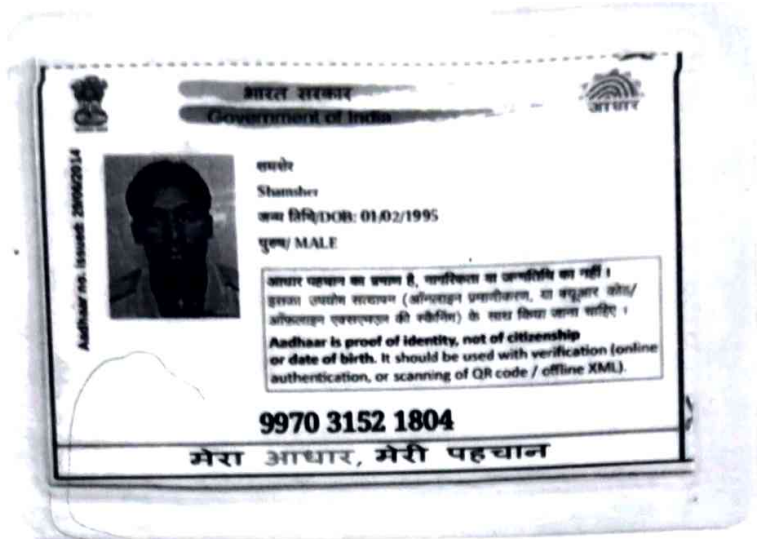 भारत सरकार
Government of India
आधार
Aadhaar no. issued: 29/06/2014
समशेर
Shamsher
जन्म तिथि/DOB: 01/02/1995
पुरुष/ MALE
आधार पहचान का प्रमाण है, नागरिकता या जन्मतिथि का नहीं ।
इसका उपयोग सत्यापन (ऑनलाइन प्रमाणीकरण, या क्यूआर कोड/
ऑफलाइन एक्सएमएल की स्कैनिंग) के साथ किया जाना चाहिए ।
Aadhaar is proof of identity, not of citizenship
or date of birth. It should be used with verification (online
authentication, or scanning of QR code / offline XML).
9970 3152 1804
मेरा आधार, मेरी पहचान